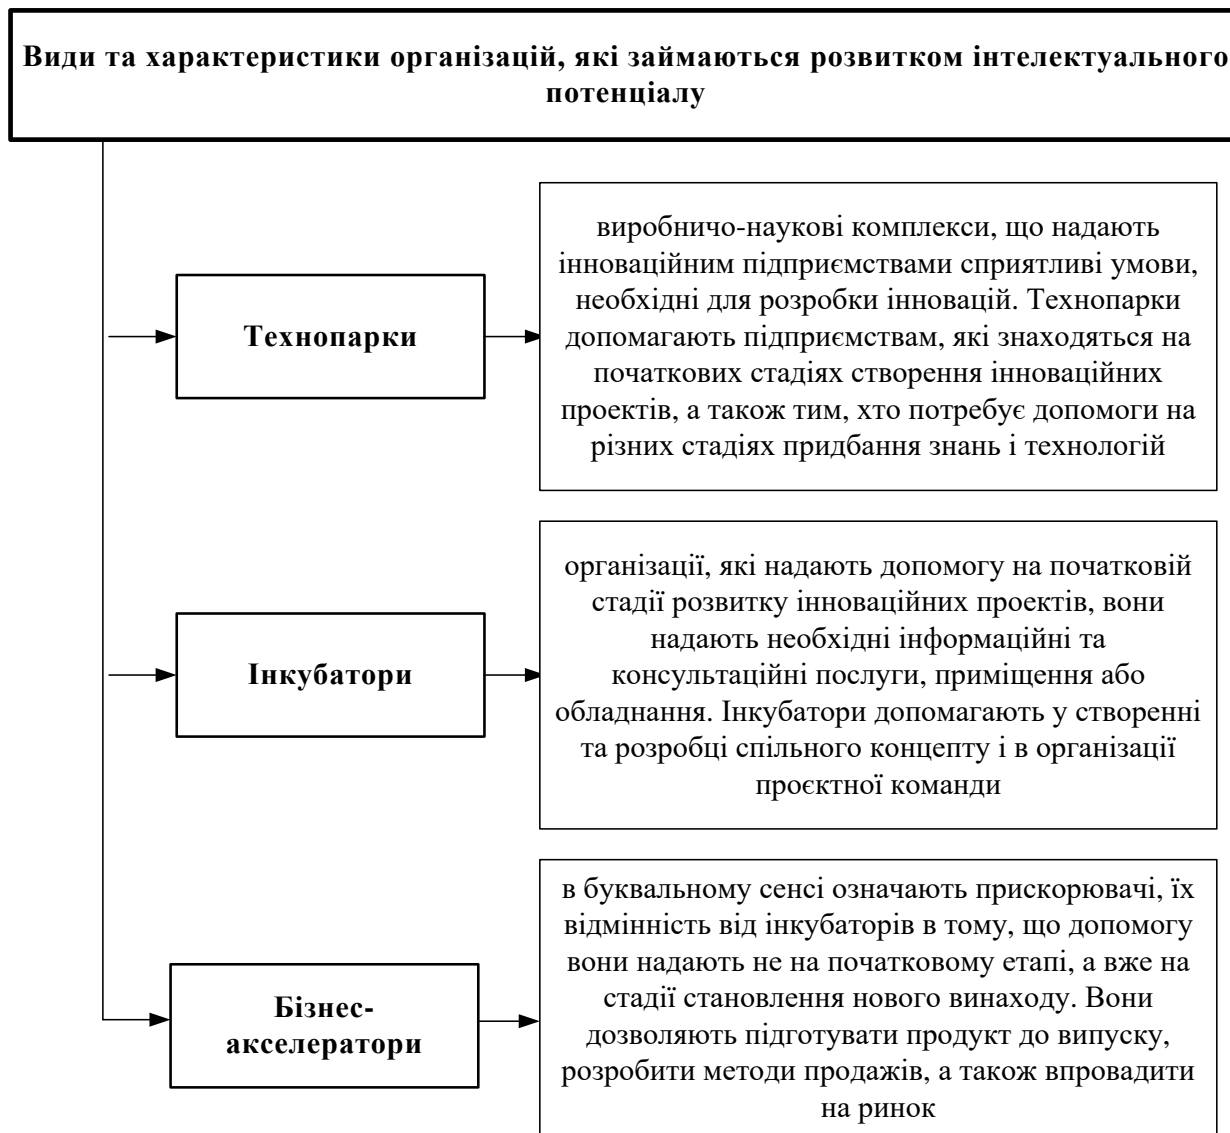 Види та характеристики організацій, які займаються розвитком інтелектуального
потенціалу
Технопарки
виробничо-наукові комплекси, що надають
інноваційним підприємствами сприятливі умови,
необхідні для розробки інновацій. Технопарки
допомагають підприємствам, які знаходяться на
початкових стадіях створення інноваційних
проектів, а також тим, хто потребує допомоги на
різних стадіях придбання знань і технологій
Інкубатори
організації, які надають допомогу на початковій
стадії розвитку інноваційних проектів, вони
надають необхідні інформаційні та
консультаційні послуги, приміщення або
обладнання. Інкубатори допомагають у створенні
та розробці спільного концепту і в організації
проєктної команди
Бізнес-
акселератори
в буквальному сенсі означають прискорювачі, їх
відмінність від інкубаторів в тому, що допомогу
вони надають не на початковому етапі, а вже на
стадії становлення нового винаходу. Вони
дозволяють підготувати продукт до випуску,
розробити методи продажів, а також впровадити
на ринок